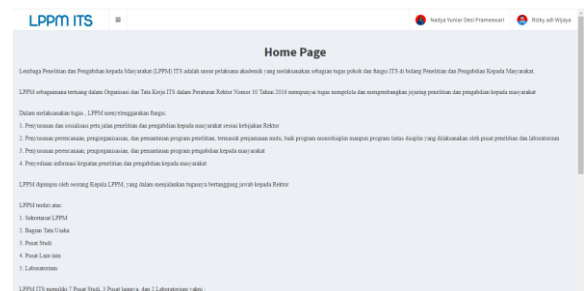 LPPM ITS
Nadya Yuniar Desi Prameswari
Rizky adi Wijaya
Home Page
Lembaga Penelitian dan Pengabdian kepada Masyarakat (LPPM) ITS adalah unsur pelaksana akademik yang melaksanakan sebagian tugas pokok dan fungsi ITS di bidang Penelitian dan Pengabdian Kepada Masyarakat
LPPM sebagaimana tertuang dalam Organisasi dan Tata Kerja ITS dalam Peraturan Rektor Nomor 10 Tahun 2016 mempunyai tugas mengelola dan mengembangkan jejaring penelitian dan pengabdian kepada masyarakat
Dalam melaksanakan tugas , LPPM menyelenggarakan fungsi:
1. Penyusunan dan sosialisasi peta jalan penelitian dan pengabdian kepada masyarakat sesuai kebijakan Rektor
2. Penyusunan perencanaan, pengorganisasian, dan pemantauan program penelitian, termasuk penjaminan mutu, baik program monodisiplin maupun program lintas disiplin yang dilaksanakan oleh pusat penelitian dan laboratorium
3. Penyusunan perencanaan, pengorganisasian, dan pemantauan program pengabdian kepada masyarakat
4. Penyediaan informasi kegiatan penelitian dan pengabdian kepada masyarakat
LPPM dipimpin oleh seorang Kepala LPPM, yang dalam menjalankan tugasnya bertanggung jawab kepada Rektor
LPPM terdiri atas:
1. Sekretariat LPPM
2. Bagian Tata Usaha
3. Pusat Studi
4. Pusat Lain-lain
5. Laboratorium
LPPM ITS memiliki 7 Pusat Studi, 3 Pusat lainnya, dan 2 Laboratorium yakni: